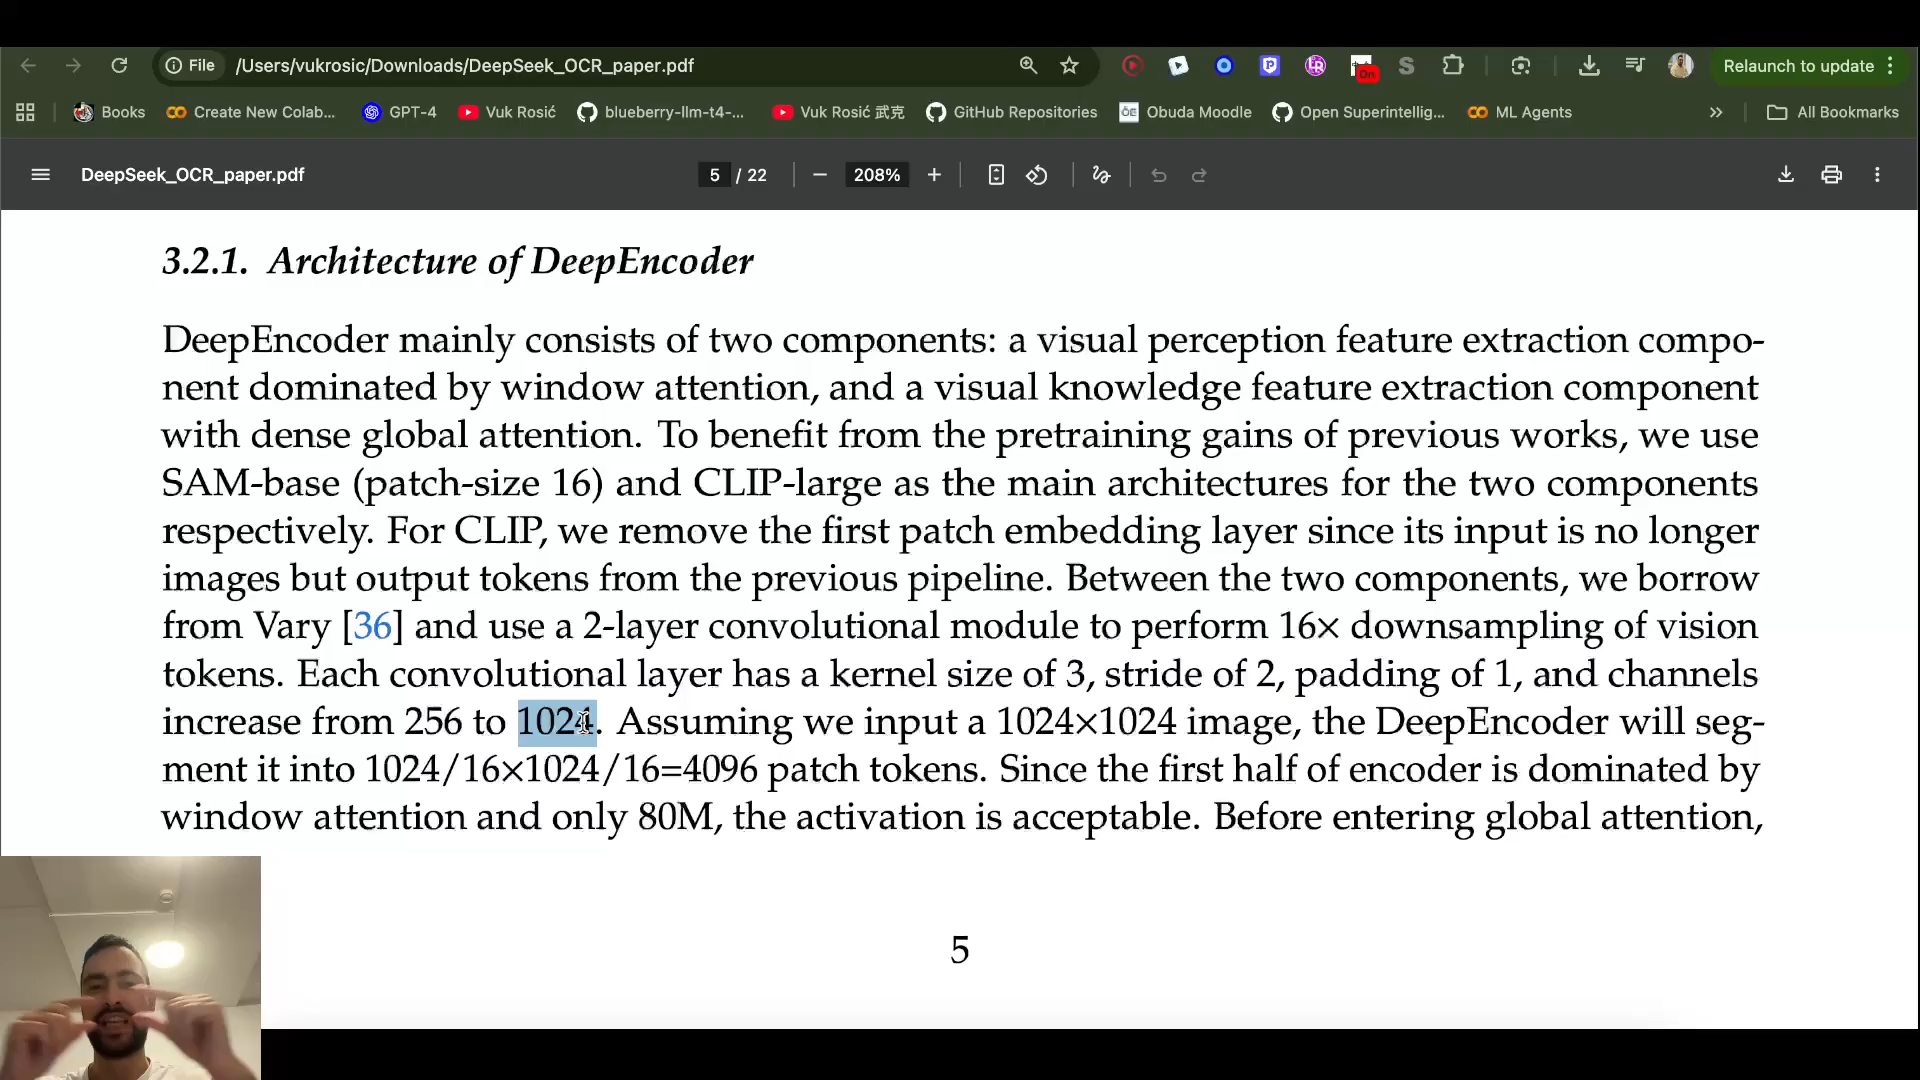 File /Users/vukrosic/Downloads/DeepSeek_OCR_paper.pdf On Relaunch to update
Books Create New Colab... GPT-4 Vuk Rosić blueberry-llm-t4-... Vuk Rosić 武克 GitHub Repositories Obuda Moodle Open Superintellig... ML Agents » All Bookmarks
DeepSeek_OCR_paper.pdf 5 / 22 208%
3.2.1. Architecture of DeepEncoder
DeepEncoder mainly consists of two components: a visual perception feature extraction compo-
nent dominated by window attention, and a visual knowledge feature extraction component
with dense global attention. To benefit from the pretraining gains of previous works, we use
SAM-base (patch-size 16) and CLIP-large as the main architectures for the two components
respectively. For CLIP, we remove the first patch embedding layer since its input is no longer
images but output tokens from the previous pipeline. Between the two components, we borrow
from Vary [36] and use a 2-layer convolutional module to perform 16× downsampling of vision
tokens. Each convolutional layer has a kernel size of 3, stride of 2, padding of 1, and channels
increase from 256 to 1024. Assuming we input a 1024×1024 image, the DeepEncoder will seg-
ment it into 1024/16×1024/16=4096 patch tokens. Since the first half of encoder is dominated by
window attention and only 80M, the activation is acceptable. Before entering global attention,
5